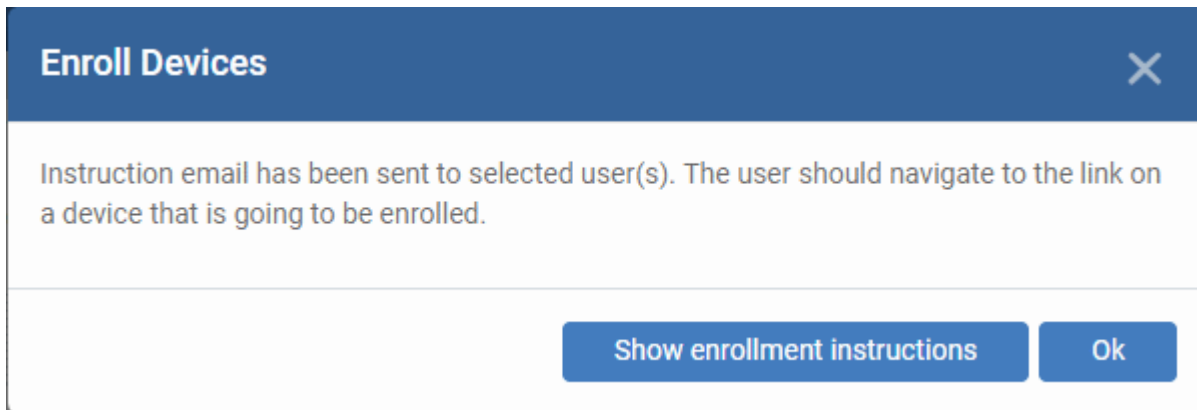 Enroll Devices
Instruction email has been sent to selected user(s). The user should navigate to the link on
a device that is going to be enrolled.
Show enrollment instructions
Ok